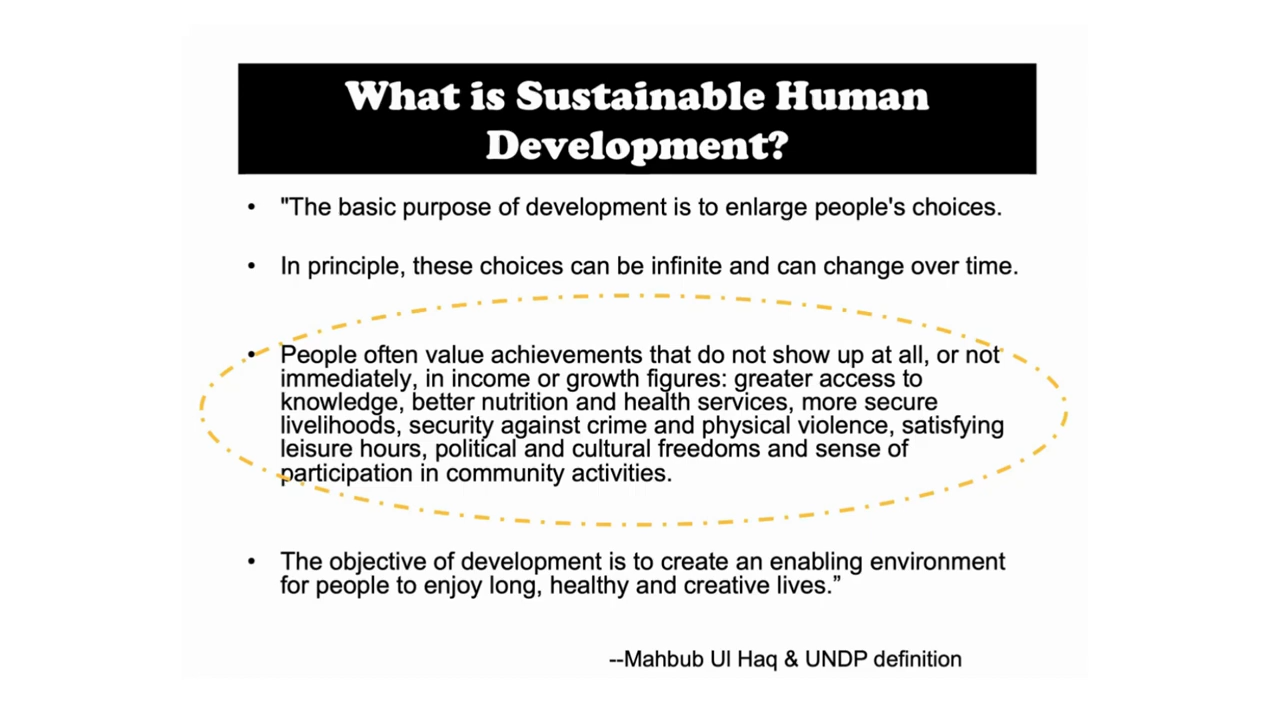 What is Sustainable Human
Development?
• "The basic purpose of development is to enlarge people's choices.
• In principle, these choices can be infinite and can change over time.
• People often value achievements that do not show up at all, or not
immediately, in income or growth figures: greater access to
knowledge, better nutrition and health services, more secure
livelihoods, security against crime and physical violence, satisfying
leisure hours, political and cultural freedoms and sense of
participation in community activities.
• The objective of development is to create an enabling environment
for people to enjoy long, healthy and creative lives.”
--Mahbub Ul Haq & UNDP definition